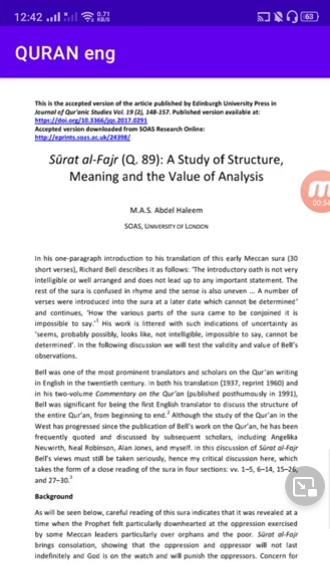 12:42
0.71
KB/S
63
QURAN eng
This is the accepted version of the article published by Edinburgh University Press in
Journal of Qur'anic Studies Vol. 19 (2), 148-157. Published version available at:
https://doi.org/10.3366/jqs.2017.0291
Accepted version downloaded from SOAS Research Online:
http://eprints.soas.ac.uk/24398/
Sūrat al-Fajr (Q. 89): A Study of Structure,
Meaning and the Value of Analysis
00:54
M.A.S. Abdel Haleem
SOAS, UNIVERSITY OF LONDON
In his one-paragraph introduction to his translation of this early Meccan sura (30
short verses), Richard Bell describes it as follows: 'The introductory oath is not very
intelligible or well arranged and does not lead up to any important statement. The
rest of the sura is confused in rhyme and the sense is also uneven ... A number of
verses were introduced into the sura at a later date which cannot be determined'
and continues, 'How the various parts of the sura came to be conjoined it is
impossible to say.'1 His work is littered with such indications of uncertainty as
'seems, probably possibly, looks like, not intelligible, impossible to say, cannot be
determined'. In the following discussion we will test the validity and value of Bell's
observations.
Bell was one of the most prominent translators and scholars on the Qur'an writing
in English in the twentieth century. In both his translation (1937, reprint 1960) and
in his two-volume Commentary on the Qur'an (published posthumously in 1991),
Bell was significant for being the first English translator to discuss the structure of
the entire Qur'an, from beginning to end.2 Although the study of the Qur'an in the
West has progressed since the publication of Bell's work on the Qur'an, he has been
frequently quoted and discussed by subsequent scholars, including Angelika
Neuwirth, Neal Robinson, Alan Jones, and myself. In this discussion of Sūrat al-Fajr
Bell's views must still be taken seriously, hence my critical discussion here, which
takes the form of a close reading of the sura in four sections: vv. 1–5, 6–14, 15–26,
and 27–30.3
Background
As will be seen below, careful reading of this sura indicates that it was revealed at a
time when the Prophet felt particularly downhearted at the oppression exercised
by some Meccan leaders particularly over orphans and the poor. Sūrat al-Fajr
brings consolation, showing that the oppression and oppressor will not last
indefinitely and God is on the watch and will punish the oppressors. Concern for